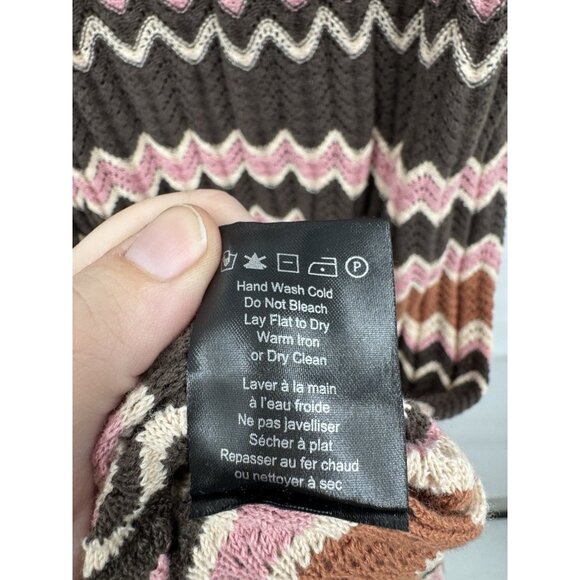 P
Hand Wash Cold
Do Not Bleach
Lay Flat to Dry
Warm Iron
or Dry Clean
Laver à la main
à l'eau froide
Ne pas javelliser
Sécher à plat
Repasser au fer chaud
ou nettoyer à sec